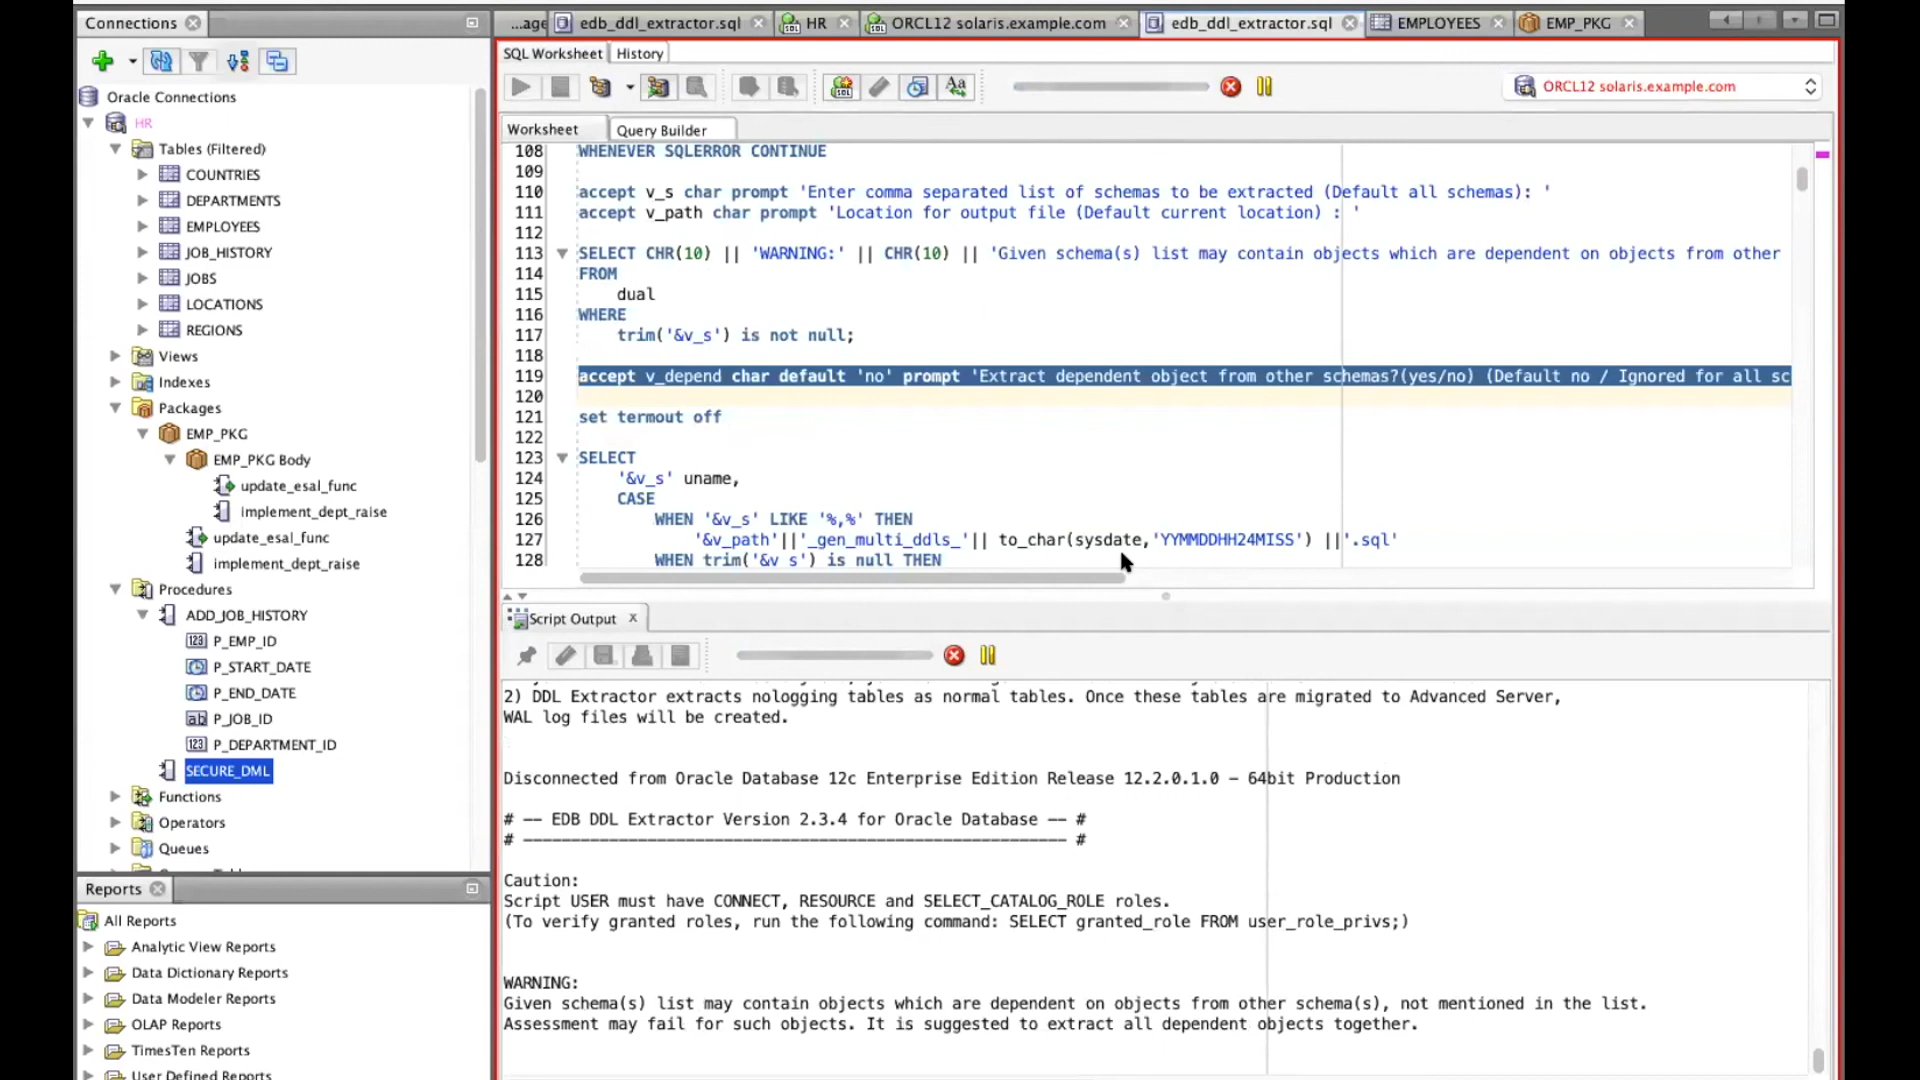 Connections
...age
edb_ddl_extractor.sql
HR
ORCL12 solaris.example.com
edb_ddl_extractor.sql
EMPLOYEES
EMP_PKG
SQL Worksheet
History
ORCL12 solaris.example.com
Worksheet
Query Builder
Oracle Connections
HR
Tables (Filtered)
COUNTRIES
DEPARTMENTS
EMPLOYEES
JOB_HISTORY
JOBS
LOCATIONS
REGIONS
Views
Indexes
Packages
EMP_PKG
EMP_PKG Body
update_esal_func
implement_dept_raise
update_esal_func
implement_dept_raise
Procedures
ADD_JOB_HISTORY
P_EMP_ID
P_START_DATE
P_END_DATE
P_JOB_ID
P_DEPARTMENT_ID
SECURE_DML
Functions
Operators
Queues
Reports
All Reports
Analytic View Reports
Data Dictionary Reports
Data Modeler Reports
OLAP Reports
TimesTen Reports
User Defined Reports
108 WHENEVER SQLERROR CONTINUE
109
110 accept v_s char prompt 'Enter comma separated list of schemas to be extracted (Default all schemas): '
111 accept v_path char prompt 'Location for output file (Default current location) : '
112
113 SELECT CHR(10) || 'WARNING:' || CHR(10) || 'Given schema(s) list may contain objects which are dependent on objects from other
114 FROM
115 dual
116 WHERE
117 trim('&v_s') is not null;
118
119 accept v_depend char default 'no' prompt 'Extract dependent object from other schemas?(yes/no) (Default no / Ignored for all sc
120
121 set termout off
122
123 SELECT
124 '&v_s' uname,
125 CASE
126 WHEN '&v_s' LIKE '%,%' THEN
127 '&v_path'||'_gen_multi_ddls_'|| to_char(sysdate,'YYMMDDHH24MISS') ||'.sql'
128 WHEN trim('&v_s') is null THEN
Script Output x
2) DDL Extractor extracts nologging tables as normal tables. Once these tables are migrated to Advanced Server,
WAL log files will be created.
Disconnected from Oracle Database 12c Enterprise Edition Release 12.2.0.1.0 - 64bit Production
# -- EDB DDL Extractor Version 2.3.4 for Oracle Database -- #
# --------------------------------------------------------- #
Caution:
Script USER must have CONNECT, RESOURCE and SELECT_CATALOG_ROLE roles.
(To verify granted roles, run the following command: SELECT granted_role FROM user_role_privs;)
WARNING:
Given schema(s) list may contain objects which are dependent on objects from other schema(s), not mentioned in the list.
Assessment may fail for such objects. It is suggested to extract all dependent objects together.